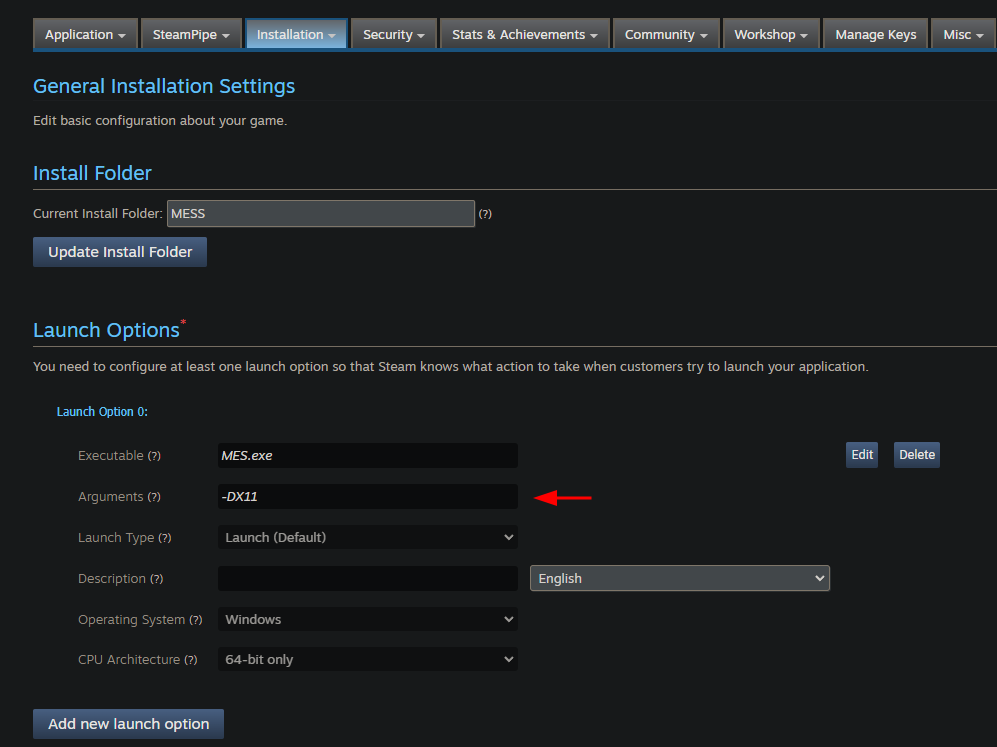 Application SteamPipe Installation Security Stats & Achievements Community Workshop Manage Keys Misc
General Installation Settings
Edit basic configuration about your game.
Install Folder
Current Install Folder: MESS (?)
Update Install Folder
Launch Options*
You need to configure at least one launch option so that Steam knows what action to take when customers try to launch your application.
Launch Option 0:
Executable (?) MES.exe Edit Delete
Arguments (?) -DX11
Launch Type (?) Launch (Default)
Description (?) English
Operating System (?) Windows
CPU Architecture (?) 64-bit only
Add new launch option